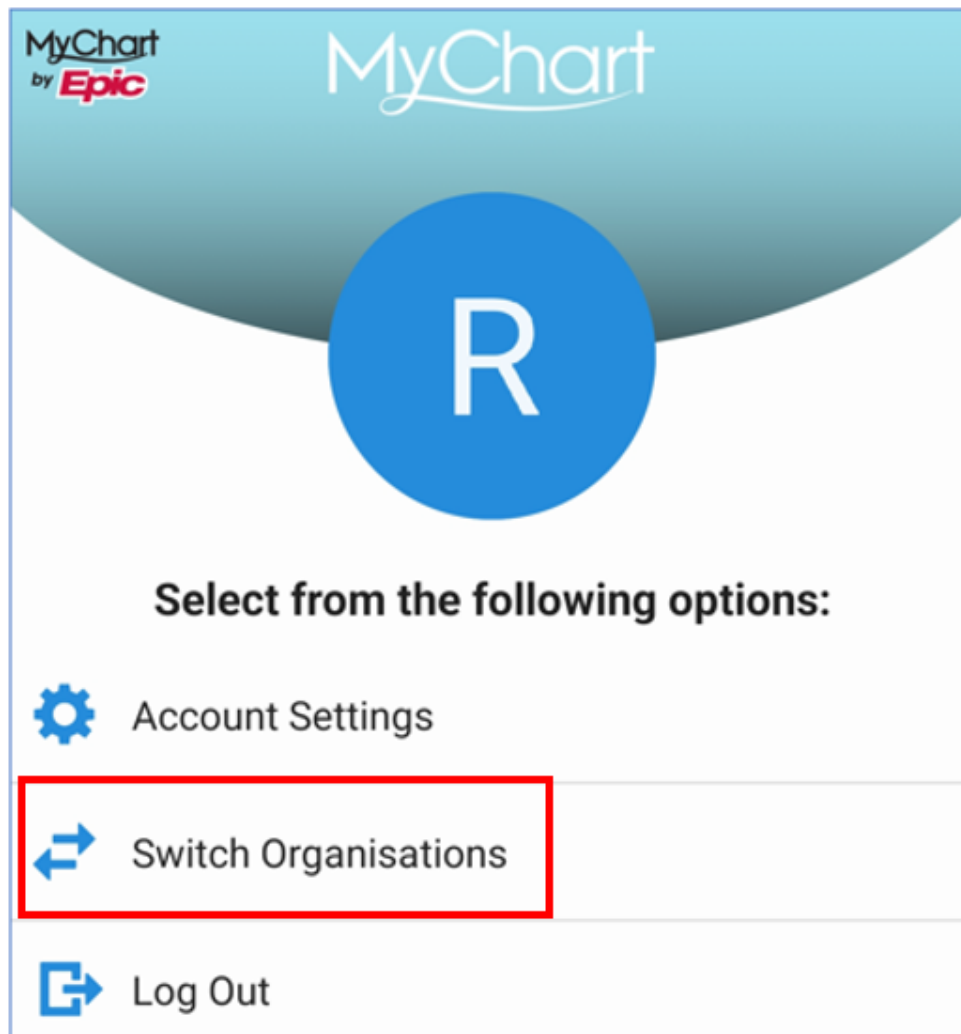 MyChart
by Epic
MyChart
R
Select from the following options:
Account Settings
Switch Organisations
Log Out